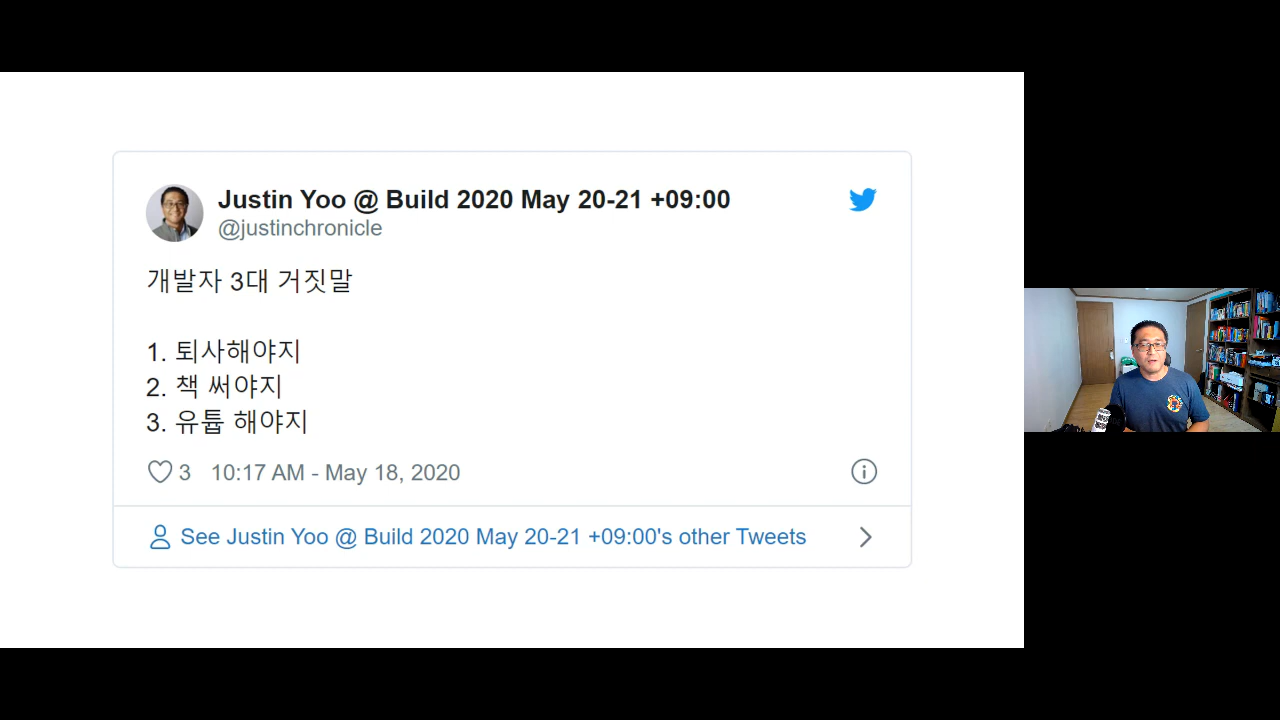 Justin Yoo @ Build 2020 May 20-21 +09:00
@justinchronicle
개발자 3대 거짓말
1. 퇴사해야지
2. 책 써야지
3. 유튭 해야지
3 10:17 AM - May 18, 2020
See Justin Yoo @ Build 2020 May 20-21 +09:00's other Tweets